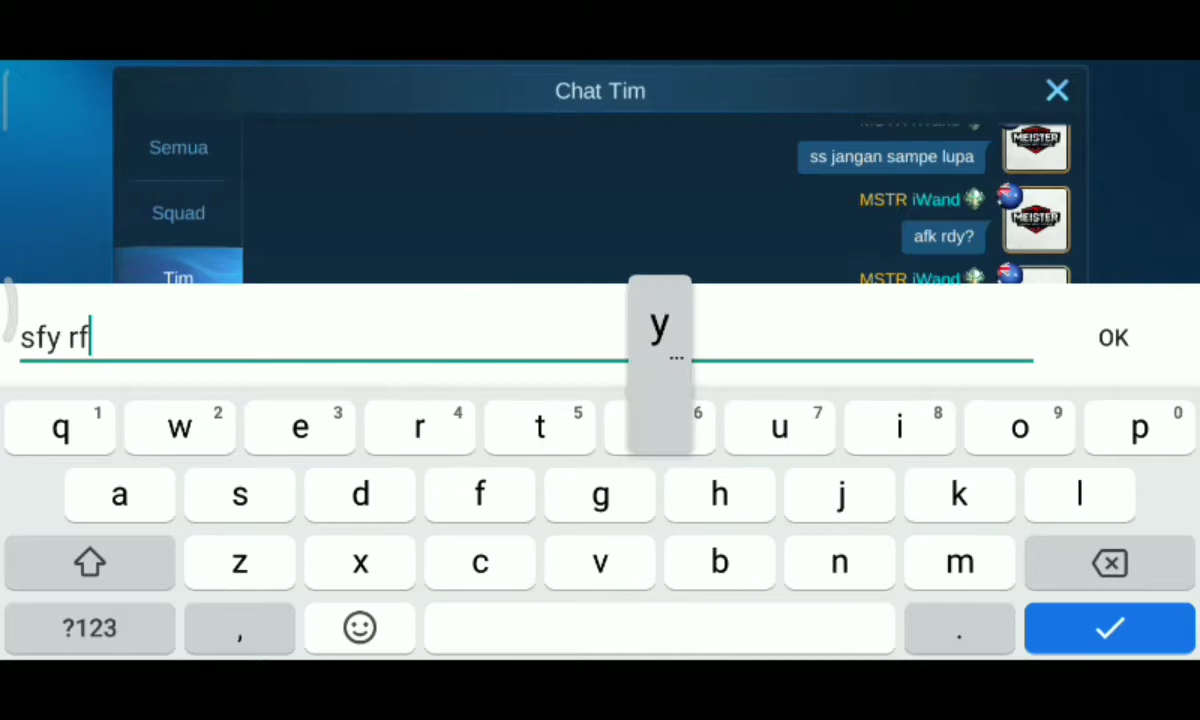 Chat Tim
Semua
ss jangan sampe lupa
MEISTER
Squad
MSTR iWand
afk rdy?
MEISTER
Tim
MSTR iWand
sfy rf
y
...
OK
q 1 w 2 e 3 r 4 t 5 6 u 7 i 8 o 9 p 0
a s d f g h j k l
z x c v b n m
?123 , .